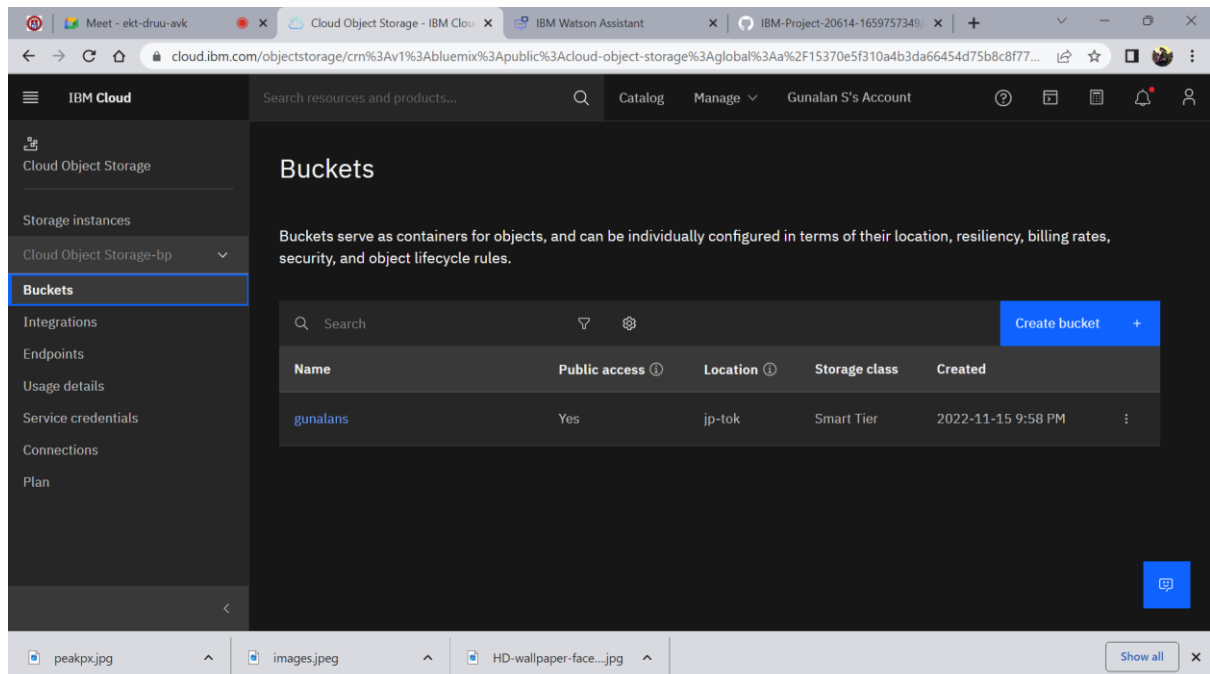 Meet - ekt-druu-avk
Cloud Object Storage - IBM Clou
IBM Watson Assistant
IBM-Project-20614-1659757349/
cloud.ibm.com/objectstorage/crn%3Av1%3Abluemix%3Apublic%3Acloud-object-storage%3Aglobal%3Aa%2F15370e5f310a4b3da66454d75b8c8f77...
IBM Cloud
Search resources and products...
Catalog
Manage
Gunalan S's Account
Cloud Object Storage
Storage instances
Cloud Object Storage-bp
Buckets
Integrations
Endpoints
Usage details
Service credentials
Connections
Plan
Buckets
Buckets serve as containers for objects, and can be individually configured in terms of their location, resiliency, billing rates,
security, and object lifecycle rules.
Search
Create bucket +
Name Public access Location Storage class Created
gunalans Yes jp-tok Smart Tier 2022-11-15 9:58 PM
peakpx.jpg
images.jpeg
HD-wallpaper-face....jpg
Show all